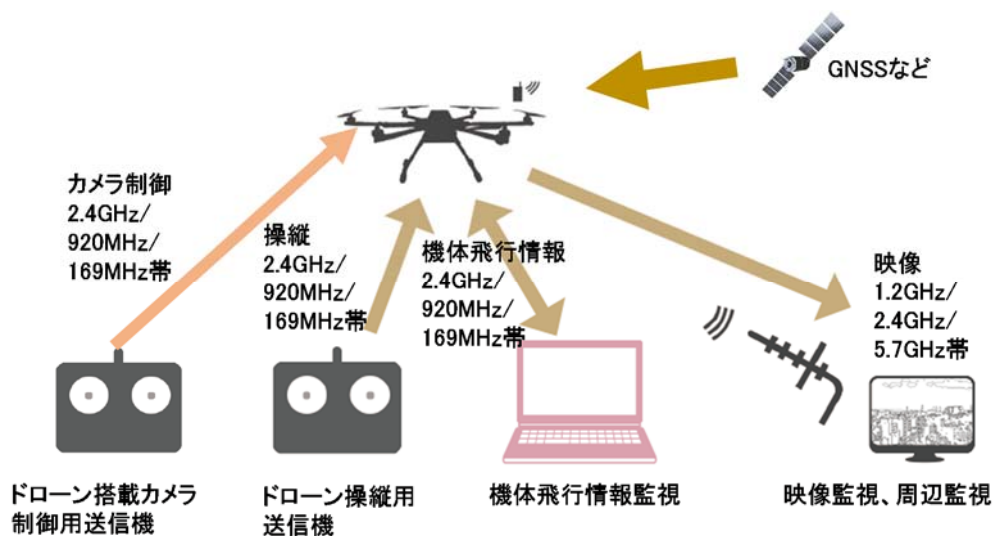 GNSSなど
カメラ制御
2.4GHz/
920MHz/
169MHz帯
操縦
2.4GHz/
920MHz/
169MHz帯
機体飛行情報
2.4GHz/
920MHz/
169MHz帯
映像
1.2GHz/
2.4GHz/
5.7GHz帯
ドローン搭載カメラ
制御用送信機
ドローン操縦用
送信機
機体飛行情報監視
映像監視、周辺監視